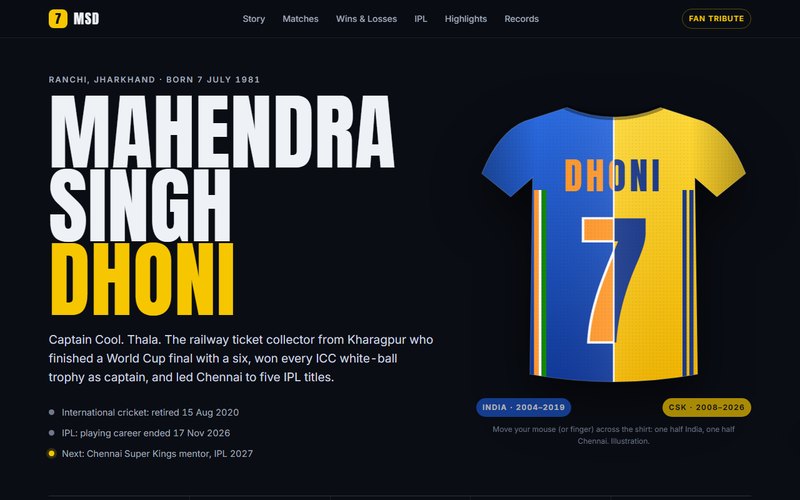 7 MSD
Story Matches Wins & Losses IPL Highlights Records
FAN TRIBUTE
RANCHI, JHARKHAND · BORN 7 JULY 1981
MAHENDRA
SINGH
DHONI
Captain Cool. Thala. The railway ticket collector from Kharagpur who
finished a World Cup final with a six, won every ICC white-ball
trophy as captain, and led Chennai to five IPL titles.
International cricket: retired 15 Aug 2020
IPL: playing career ended 17 Nov 2026
Next: Chennai Super Kings mentor, IPL 2027
DHONI
7
INDIA · 2004–2019
CSK · 2008–2026
Move your mouse (or finger) across the shirt: one half India, one half
Chennai. Illustration.